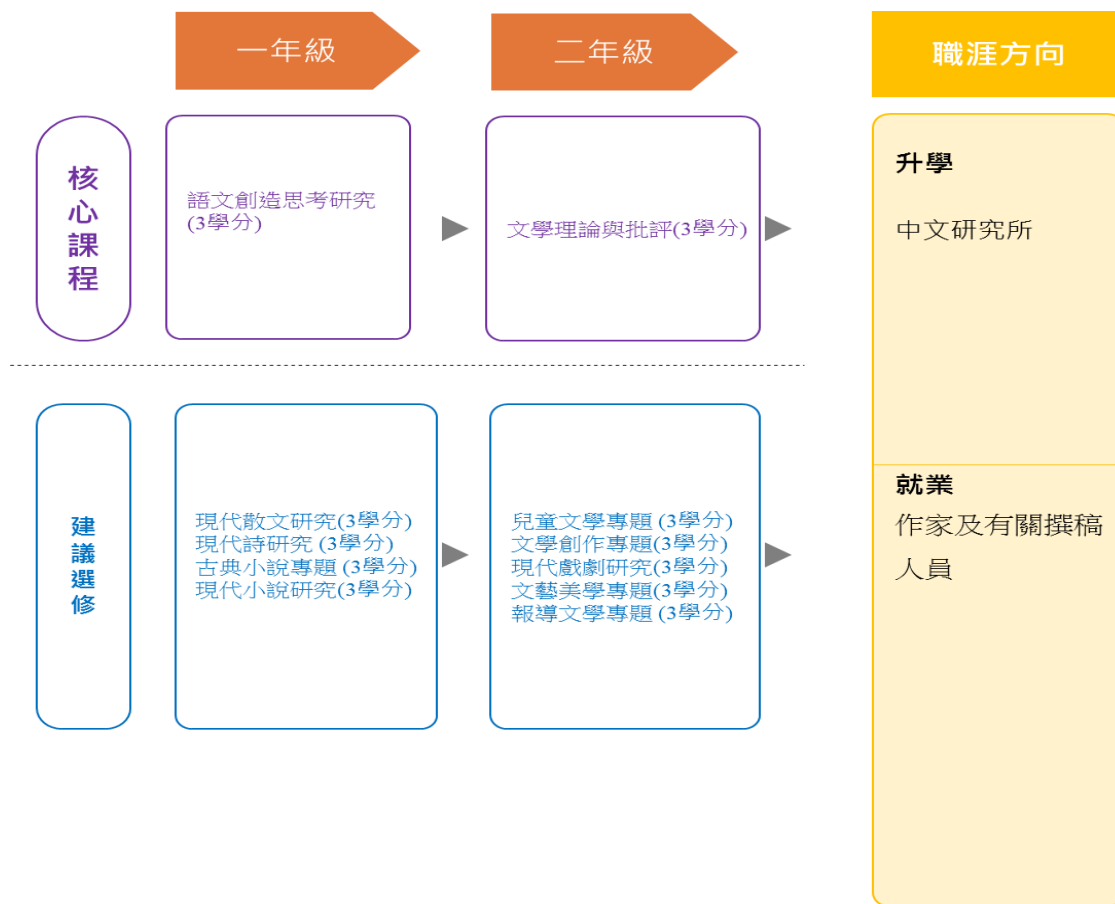 一年級
二年級
職涯方向
核心課程
語文創造思考研究
(3學分)
文學理論與批評(3學分)
升學
中文研究所
建議選修
現代散文研究(3學分)
現代詩研究 (3學分)
古典小說專題 (3學分)
現代小說研究(3學分)
兒童文學專題 (3學分)
文學創作專題(3學分)
現代戲劇研究(3學分)
文藝美學專題(3學分)
報導文學專題 (3學分)
就業
作家及有關撰稿
人員